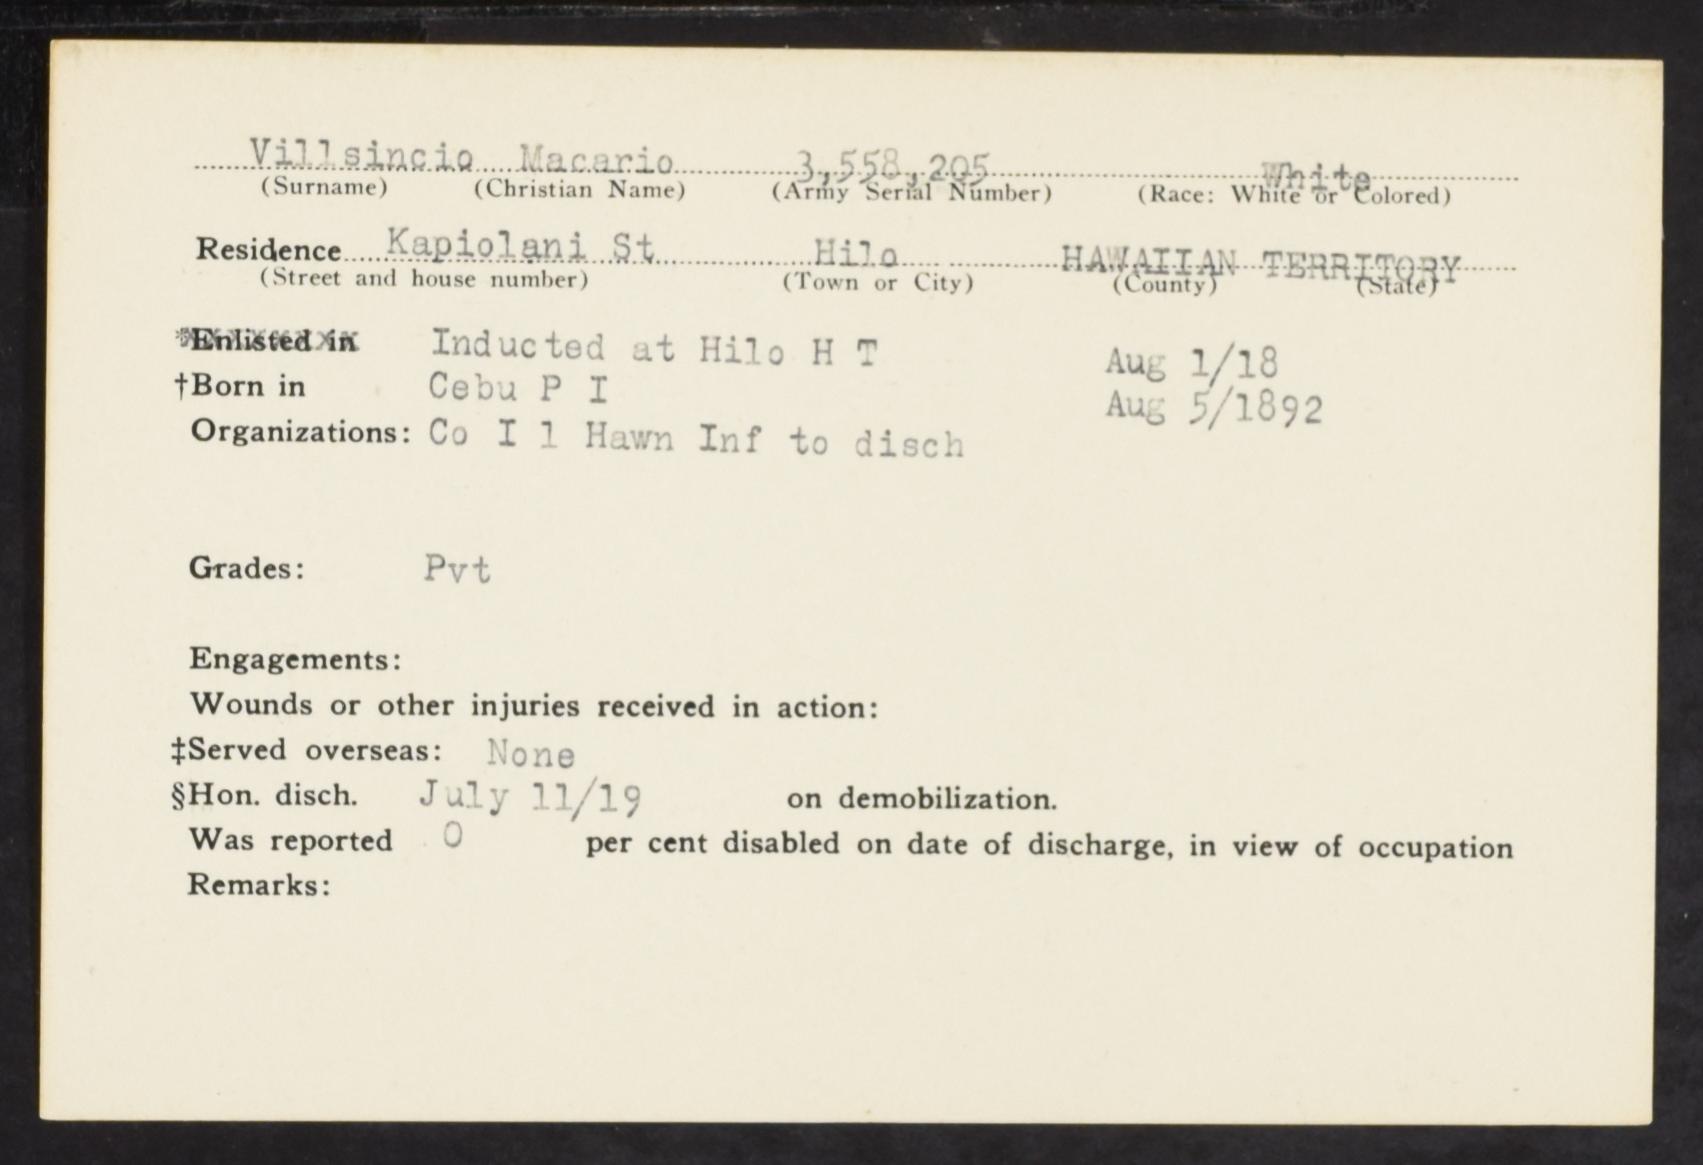 Villsincio Macario 3,558,205 White
(Surname) (Christian Name) (Army Serial Number) (Race: White or Colored)
Residence Kapiolani St Hilo HAWAIIAN TERRITORY
(Street and house number) (Town or City) (County) (State)
*Enlisted in Inducted at Hilo H T Aug 1/18
†Born in Cebu P I Aug 5/1892
Organizations: Co I 1 Hawn Inf to disch
Grades: Pvt
Engagements:
Wounds or other injuries received in action:
‡Served overseas: None
§Hon. disch. July 11/19 on demobilization.
Was reported 0 per cent disabled on date of discharge, in view of occupation
Remarks: